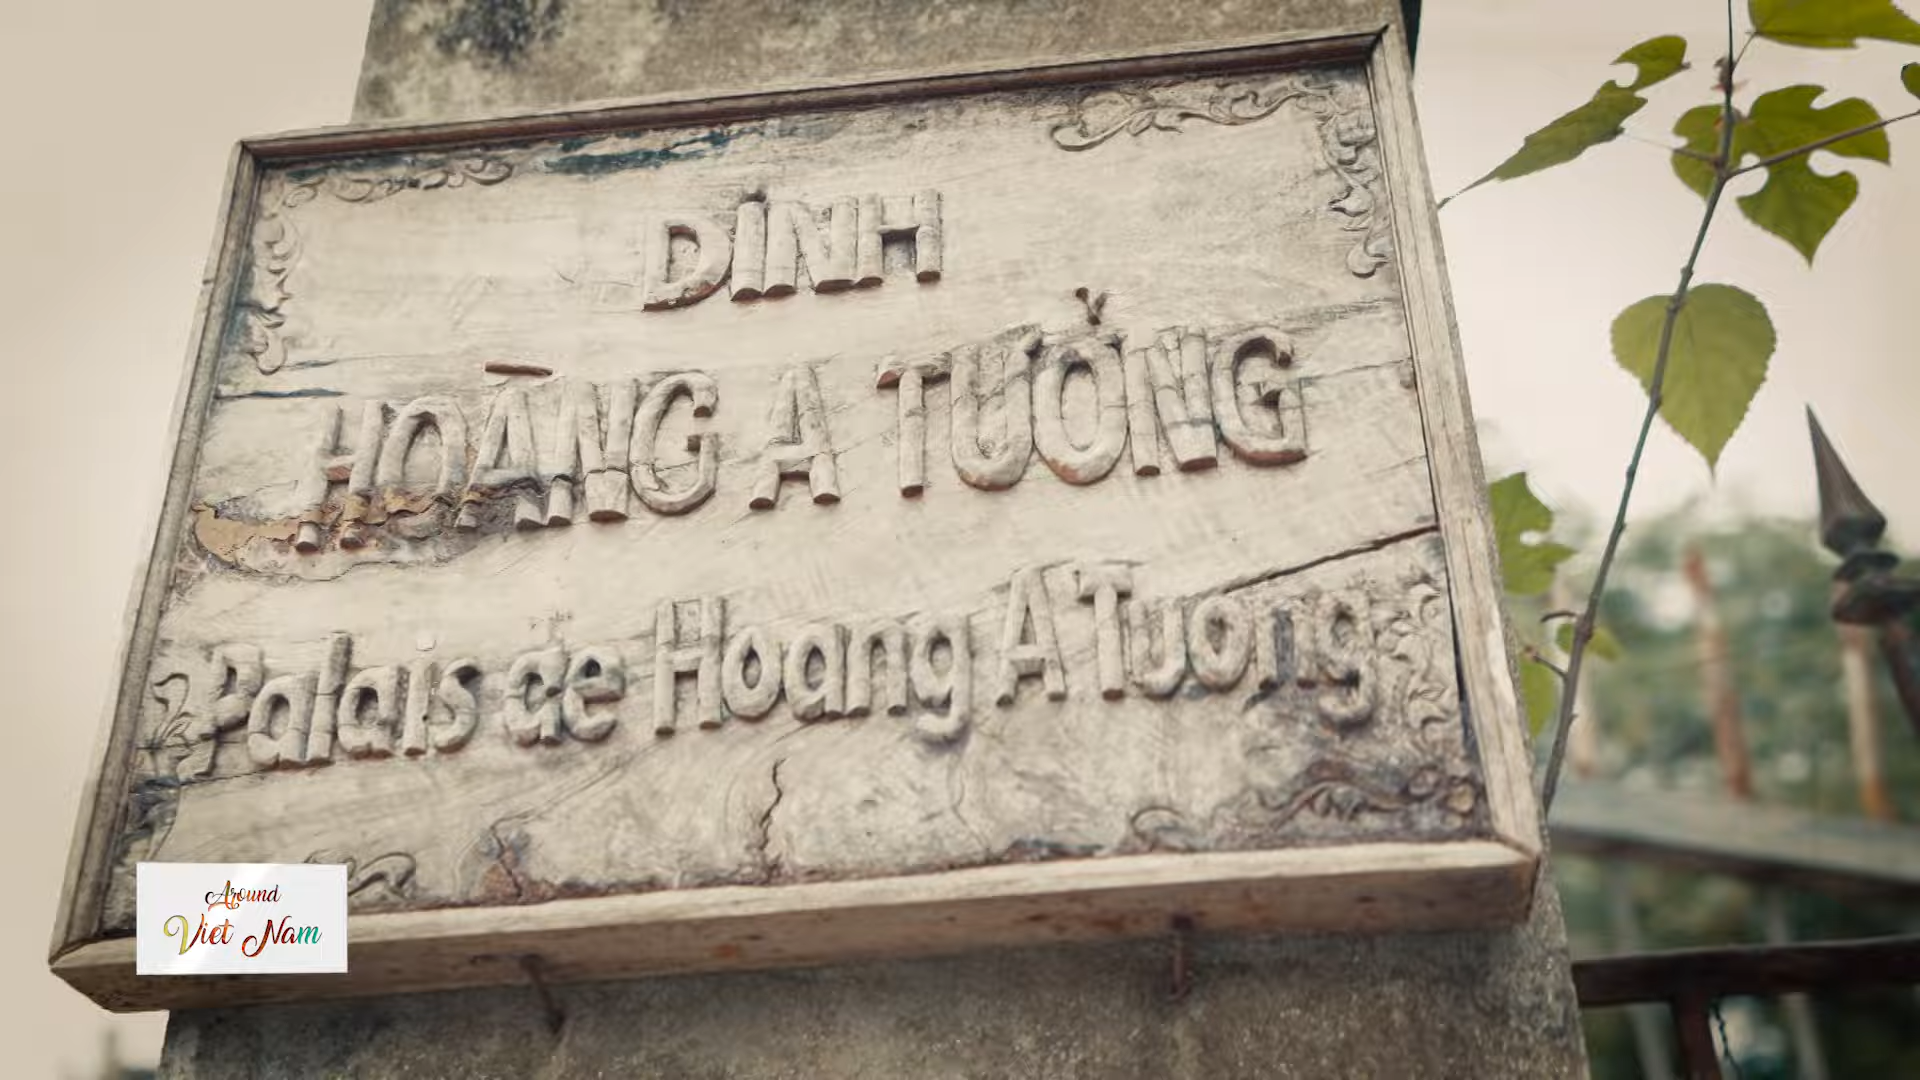 DINH
HOÀNG A TƯỞNG
Palais de Hoang A Tuong
Around
Viet Nam